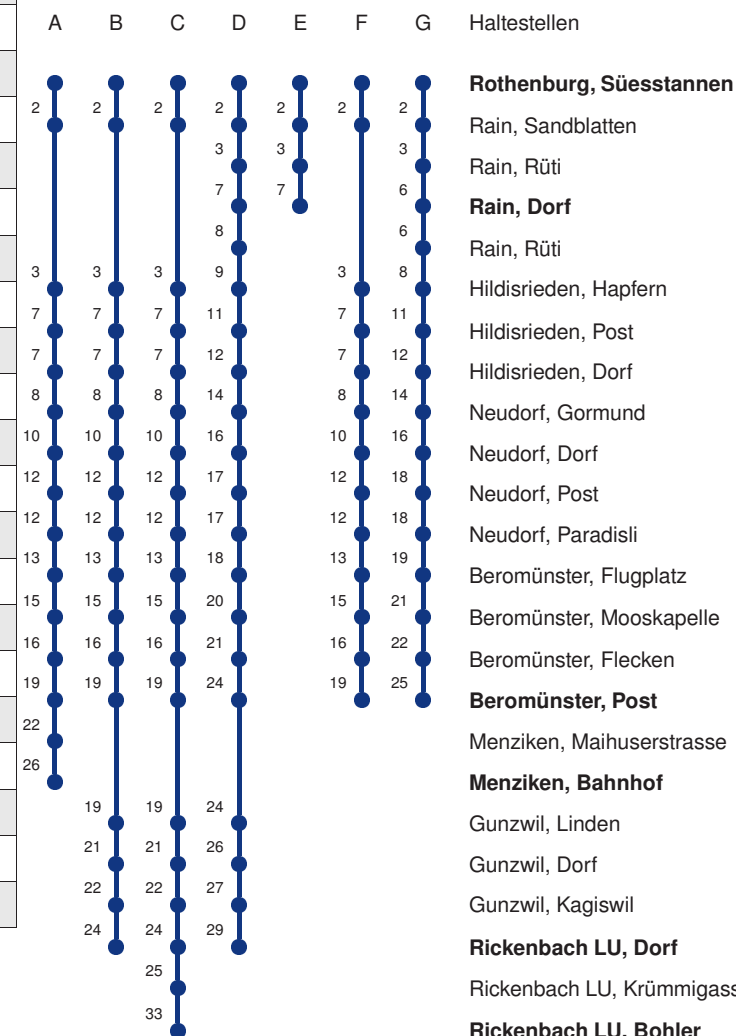 A B C D E F G Haltestellen
Rothenburg, Süesstannen
2 2 2 2 2 2 2 Rain, Sandblatten
3 3 3 Rain, Rüti
7 7 6 Rain, Dorf
8 6 Rain, Rüti
3 3 3 9 3 8 Hildisrieden, Hapfern
7 7 7 11 7 11 Hildisrieden, Post
7 7 7 12 7 12 Hildisrieden, Dorf
8 8 8 14 8 14 Neudorf, Gormund
10 10 10 16 10 16 Neudorf, Dorf
12 12 12 17 12 18 Neudorf, Post
12 12 12 17 12 18 Neudorf, Paradisli
13 13 13 18 13 19 Beromünster, Flugplatz
15 15 15 20 15 21 Beromünster, Mooskapelle
16 16 16 21 16 22 Beromünster, Flecken
19 19 19 24 19 25 Beromünster, Post
22 Menziken, Maihuserstrasse
26 Menziken, Bahnhof
19 19 24 Gunzwil, Linden
21 21 26 Gunzwil, Dorf
22 22 27 Gunzwil, Kagiswil
24 24 29 Rickenbach LU, Dorf
25 Rickenbach LU, Krümmigass
33 Rickenbach LU, Bohler